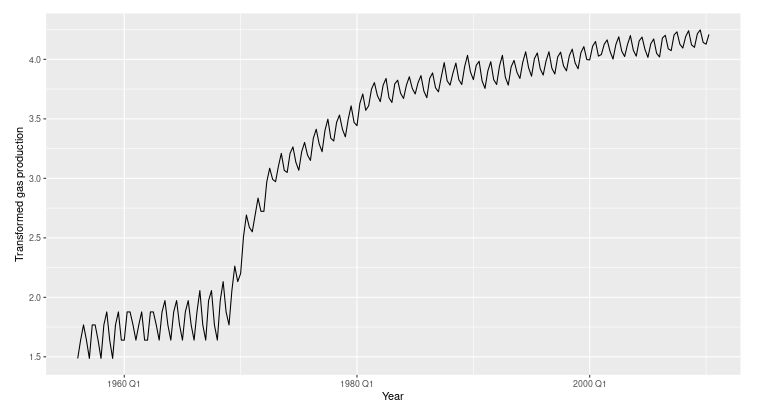 Transformed gas production
4.0
3.5
3.0
2.5
2.0
1.5
1960 Q1
1980 Q1
2000 Q1
Year